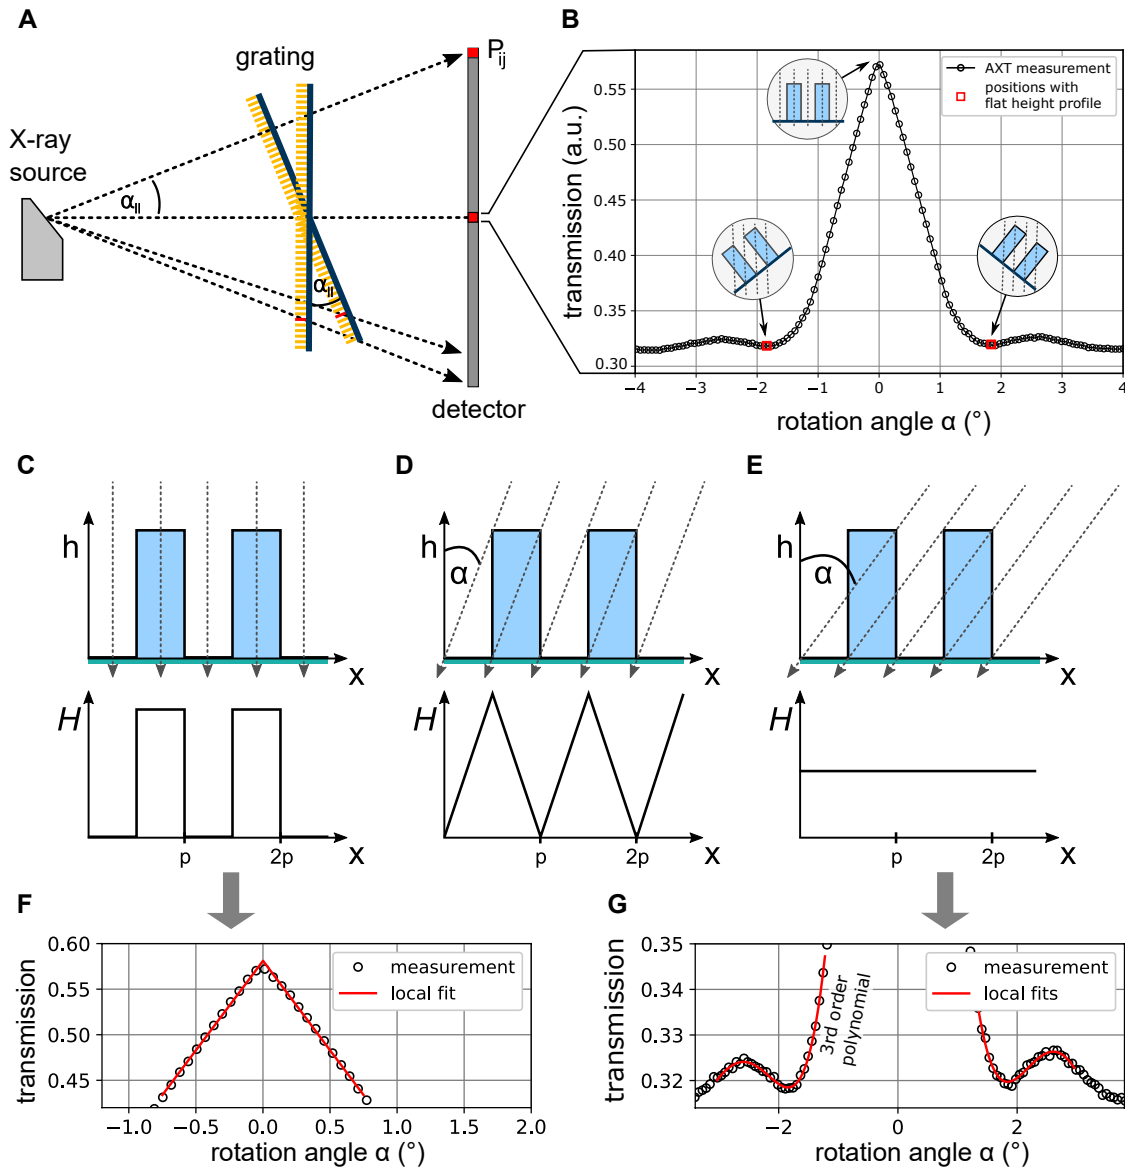 A
grating
P_ij
X-ray
source
α_II
α_II
detector
B
transmission (a.u.)
0.55
0.50
0.45
0.40
0.35
0.30
AXT measurement
positions with
flat height profile
−4
−3
−2
−1
0
1
2
3
4
rotation angle α (°)
C
h
x
H
p
2p
x
D
h
α
x
H
p
2p
x
E
h
α
x
H
p
2p
x
F
transmission
0.60
0.55
0.50
0.45
measurement
local fit
−1.0
−0.5
0.0
0.5
1.0
1.5
2.0
rotation angle α (°)
G
transmission
0.35
0.34
0.33
0.32
3rd order
polynomial
measurement
local fits
−2
0
2
rotation angle α (°)